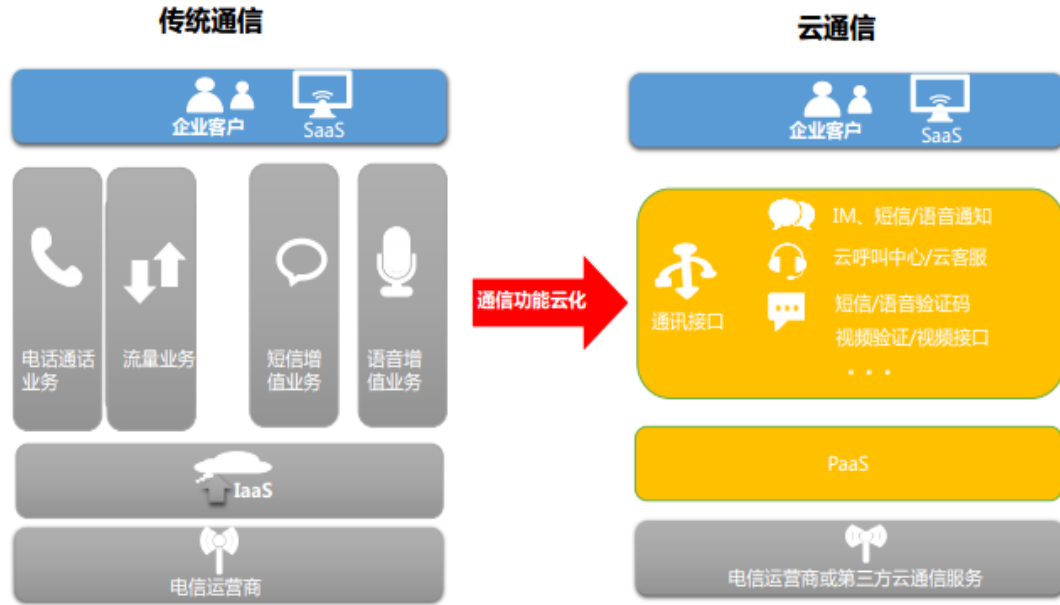 传统通信
企业客户
SaaS
电话通话
业务
流量业务
短信增
值业务
语音增
值业务
IaaS
电信运营商
通信功能云化
云通信
企业客户
SaaS
通讯接口
IM、短信/语音通知
云呼叫中心/云客服
短信/语音验证码
视频验证/视频接口
. . .
PaaS
电信运营商或第三方云通信服务